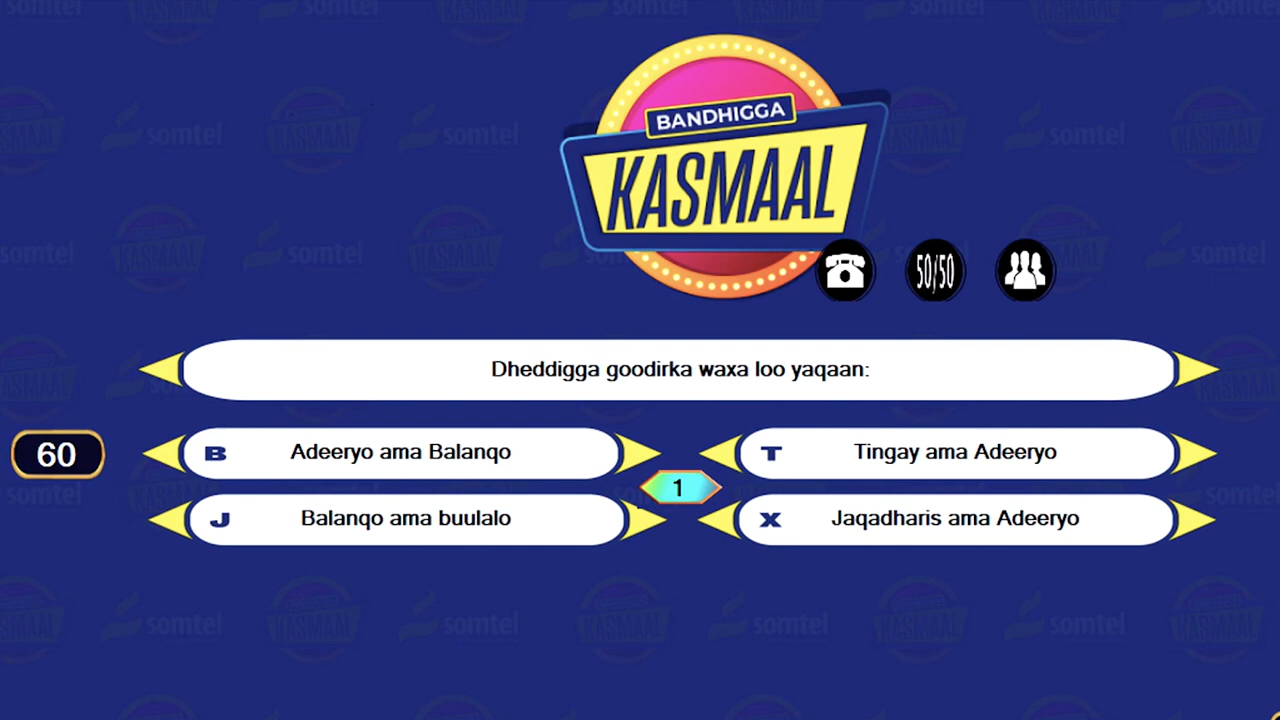 BANDHIGGA
KASMAAL
50/50
Dheddigga goodirka waxa loo yaqaan:
60
B Adeeryo ama Balanqo
T Tingay ama Adeeryo
1
J Balanqo ama buulalo
X Jaqadharis ama Adeeryo
somtel